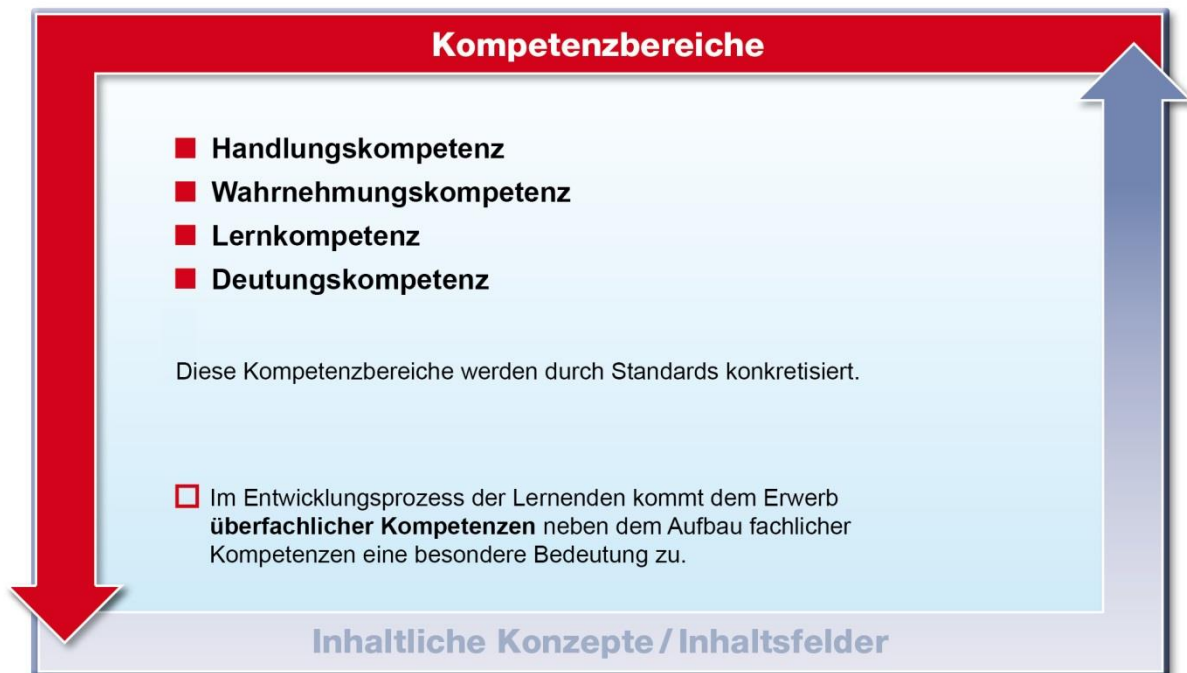 Kompetenzbereiche
Handlungskompetenz
Wahrnehmungskompetenz
Lernkompetenz
Deutungskompetenz
Diese Kompetenzbereiche werden durch Standards konkretisiert.
Im Entwicklungsprozess der Lernenden kommt dem Erwerb
überfachlicher Kompetenzen neben dem Aufbau fachlicher
Kompetenzen eine besondere Bedeutung zu.
Inhaltliche Konzepte/Inhaltsfelder